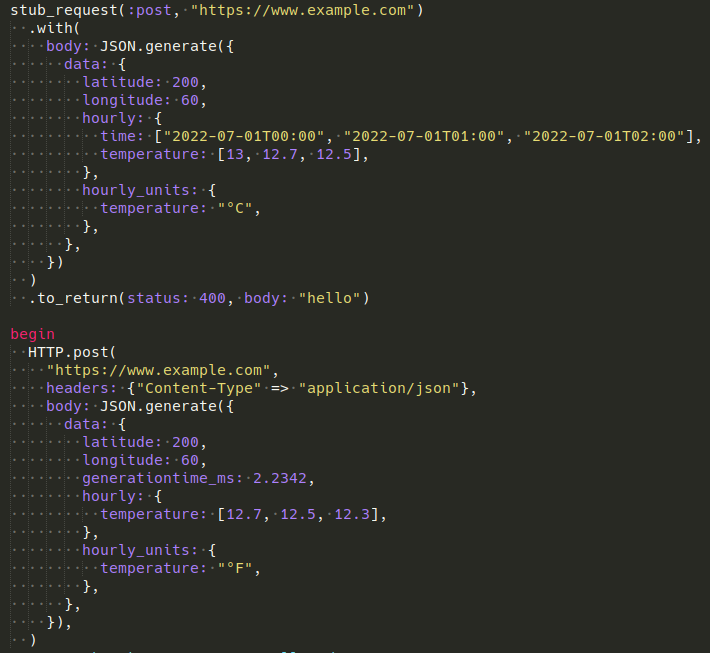 stub_request(:post, "https://www.example.com")
  .with(
    body: JSON.generate({
      data: {
        latitude: 200,
        longitude: 60,
        hourly: {
          time: ["2022-07-01T00:00", "2022-07-01T01:00", "2022-07-01T02:00"],
          temperature: [13, 12.7, 12.5],
        },
        hourly_units: {
          temperature: "°C",
        },
      },
    })
  )
  .to_return(status: 400, body: "hello")

begin
  HTTP.post(
    "https://www.example.com",
    headers: {"Content-Type" => "application/json"},
    body: JSON.generate({
      data: {
        latitude: 200,
        longitude: 60,
        generationtime_ms: 2.2342,
        hourly: {
          temperature: [12.7, 12.5, 12.3],
        },
        hourly_units: {
          temperature: "°F",
        },
      },
    }),
  )